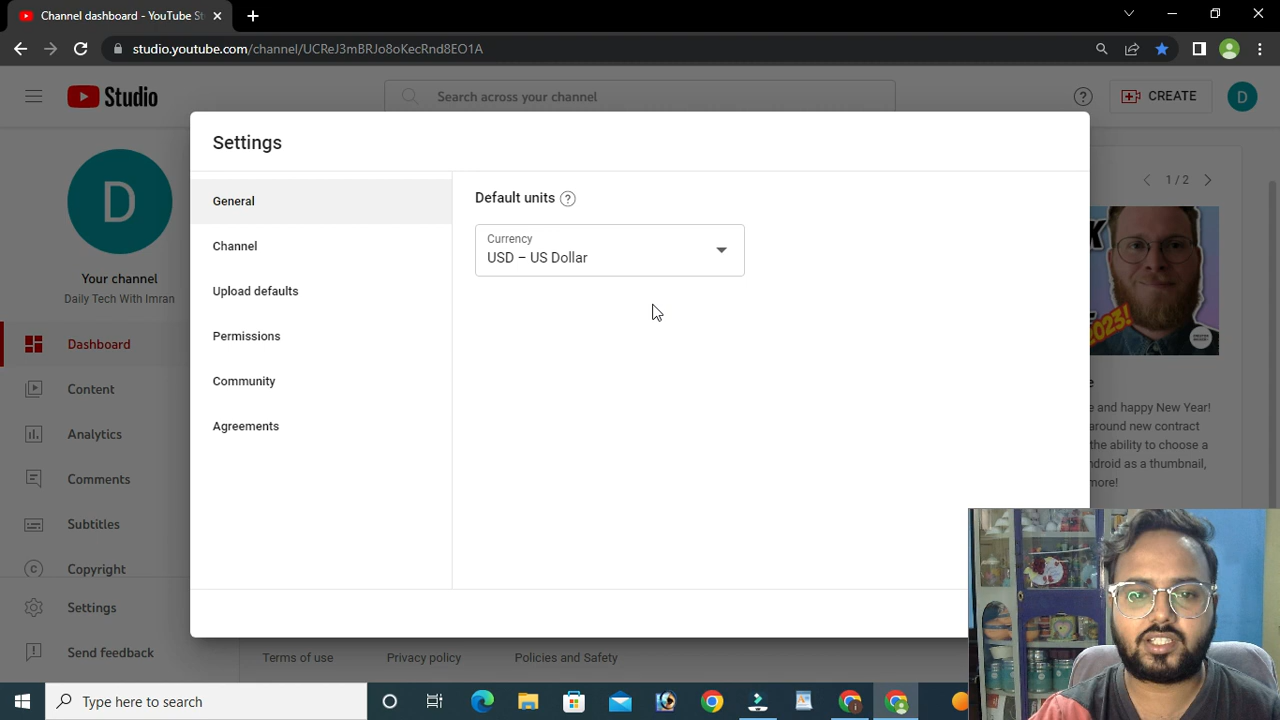 Channel dashboard - YouTube St
studio.youtube.com/channel/UCReJ3mBRJo8oKecRnd8EO1A
Studio
Search across your channel
CREATE
D
Settings
General
Channel
Upload defaults
Permissions
Community
Agreements
Default units
Currency
USD – US Dollar
D
Your channel
Daily Tech With Imran
Dashboard
Content
Analytics
Comments
Subtitles
Copyright
Settings
Send feedback
1 / 2
K
2023!
e
e and happy New Year!
around new contract
the ability to choose a
ndroid as a thumbnail,
more!
Terms of use
Privacy policy
Policies and Safety
Type here to search